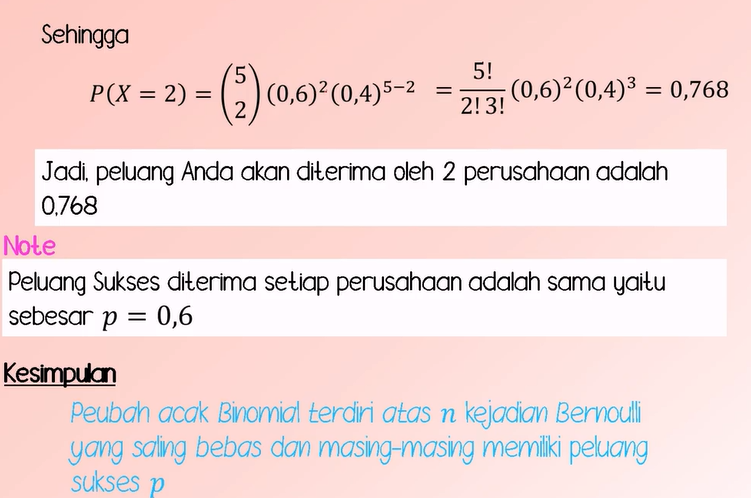 Sehingga
P(X = 2) = (5 2) (0,6)²(0,4)⁵⁻² = 5!/(2! 3!) (0,6)²(0,4)³ = 0,768
Jadi, peluang Anda akan diterima oleh 2 perusahaan adalah
0,768
Note
Peluang Sukses diterima setiap perusahaan adalah sama yaitu
sebesar p = 0,6
Kesimpulan
Peubah acak Binomial terdiri atas n kejadian Bernoulli
yang saling bebas dan masing-masing memiliki peluang
sukses p